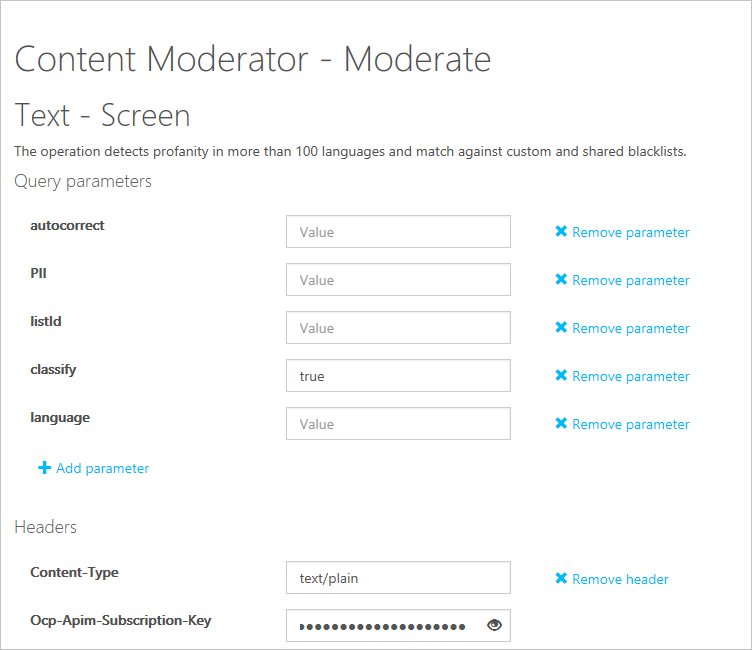 Content Moderator - Moderate
Text - Screen
The operation detects profanity in more than 100 languages and match against custom and shared blacklists.
Query parameters
autocorrect Value Remove parameter
PII Value Remove parameter
listId Value Remove parameter
classify true Remove parameter
language Value Remove parameter
Add parameter
Headers
Content-Type text/plain Remove header
Ocp-Apim-Subscription-Key